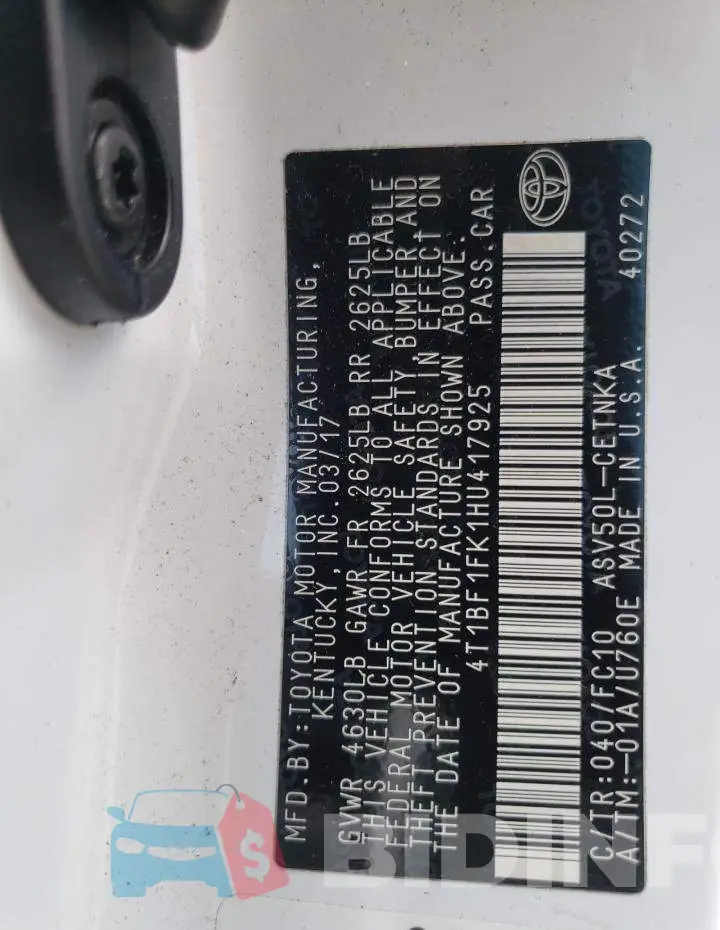 MFD.BY:TOYOTA MOTOR MANUFACTURING,
KENTUCKY,INC.03/17
GVWR 4630LB GAWR FR 2625LB RR 2625LB
THIS VEHICLE CONFORMS TO ALL APPLICABLE
FEDERAL MOTOR VEHICLE SAFETY,BUMPER,AND
THEFT PREVENTION STANDARDS IN EFFECT ON
THE DATE OF MANUFACTURE SHOWN ABOVE.
4T1BF1FK1HU417925 PASS.CAR
C/TR:040/FC10 ASV50L-CETNKA
A/TM:-01A/U760E MADE IN U.S.A. 40272
TOYOTA
BIDINF